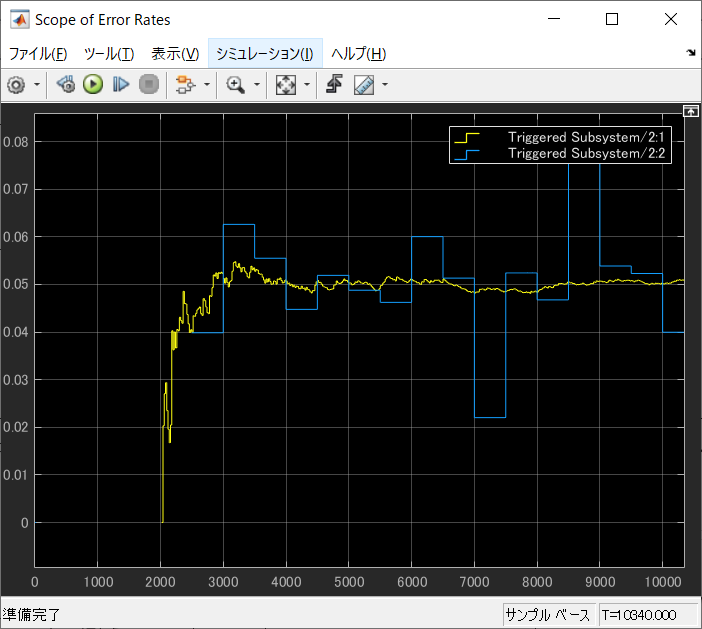 Scope of Error Rates
ファイル(F) ツール(T) 表示(V) シミュレーション(I) ヘルプ(H)
Triggered Subsystem/2:1
Triggered Subsystem/2:2
0.08
0.07
0.06
0.05
0.04
0.03
0.02
0.01
0
0 1000 2000 3000 4000 5000 6000 7000 8000 9000 10000
準備完了 サンプル ベース T=10340.000